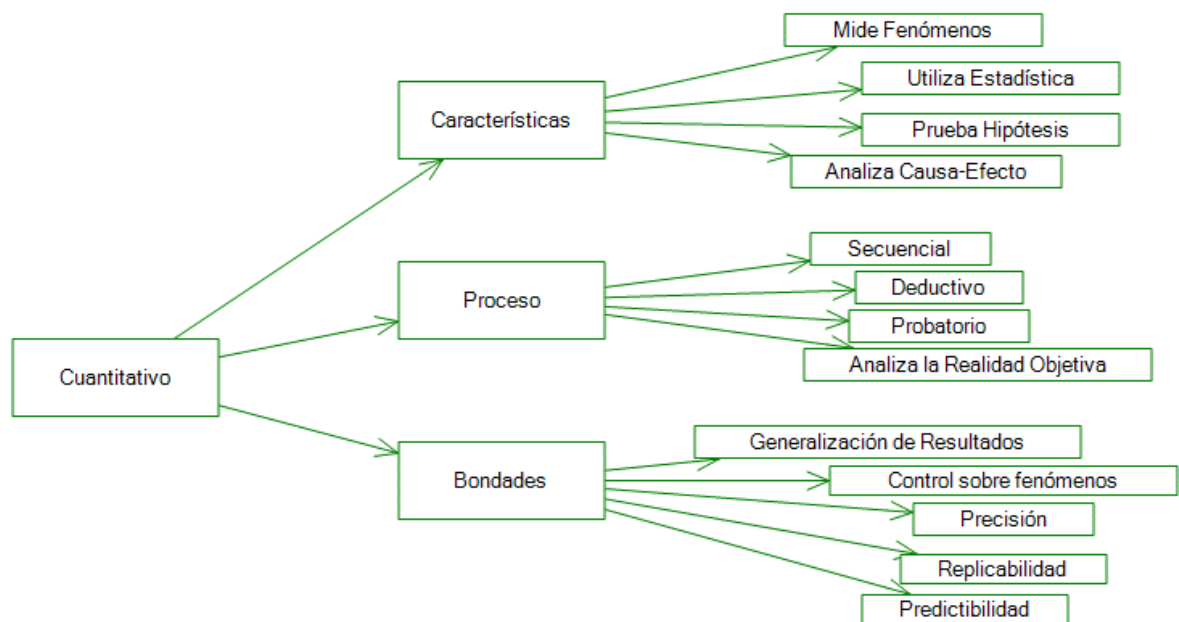 Cuantitativo
Características
Mide Fenómenos
Utiliza Estadística
Prueba Hipótesis
Analiza Causa-Efecto
Proceso
Secuencial
Deductivo
Probatorio
Analiza la Realidad Objetiva
Bondades
Generalización de Resultados
Control sobre fenómenos
Precisión
Replicabilidad
Predictibilidad